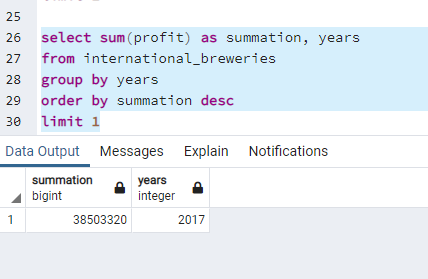 25
26 select sum(profit) as summation, years
27 from international_breweries
28 group by years
29 order by summation desc
30 limit 1
Data Output Messages Explain Notifications
summation years
bigint integer
1 38503320 2017